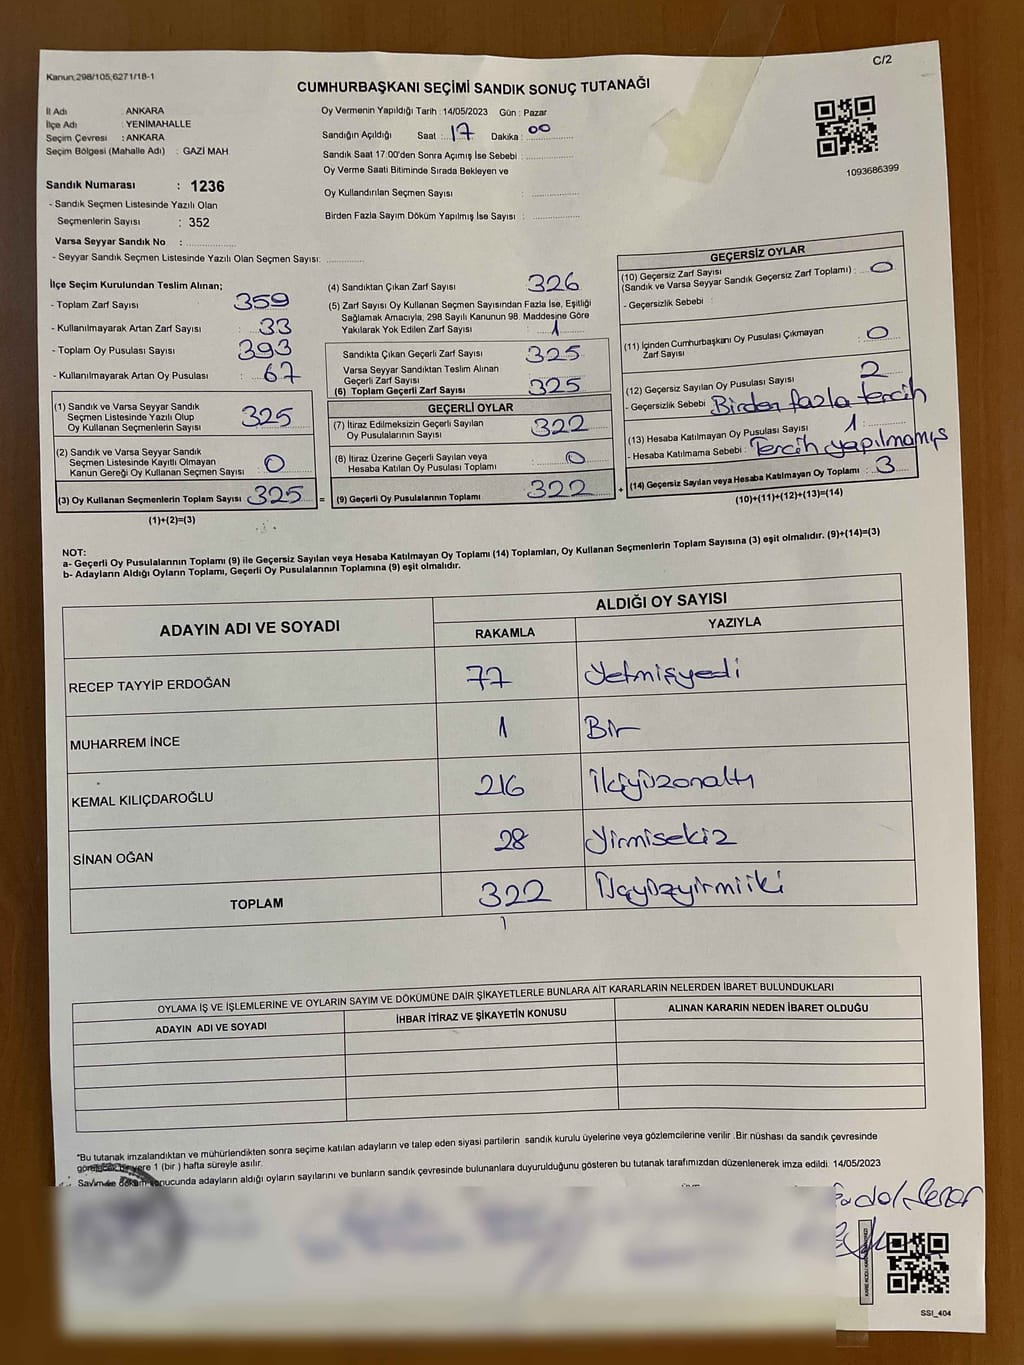 C/2
Kanun;298/105;6271/18-1
CUMHURBAŞKANI SEÇİMİ SANDIK SONUÇ TUTANAĞI
İl Adı : ANKARA
İlçe Adı : YENİMAHALLE
Seçim Çevresi : ANKARA
Seçim Bölgesi (Mahalle Adı) : GAZİ MAH.
Sandık Numarası : 1236
- Sandık Seçmen Listesinde Yazılı Olan
Seçmenlerin Sayısı : 352
Varsa Seyyar Sandık No :
- Seyyar Sandık Seçmen Listesinde Yazılı Olan Seçmen Sayısı:
Oy Vermenin Yapıldığı Tarih : 14/05/2023 Gün : Pazar
Sandığın Açıldığı Saat : 17 Dakika : 00
Sandık Saat 17:00'den Sonra Açılmış İse Sebebi :
Oy Verme Saati Bitiminde Sırada Bekleyen ve
Oy Kullandırılan Seçmen Sayısı :
Birden Fazla Sayım Döküm Yapılmış İse Sayısı :
1093686399
İlçe Seçim Kurulundan Teslim Alınan;
- Toplam Zarf Sayısı : 359
- Kullanılmayarak Artan Zarf Sayısı : 33
- Toplam Oy Pusulası Sayısı : 393
- Kullanılmayarak Artan Oy Pusulası : 67
(1) Sandık ve Varsa Seyyar Sandık
Seçmen Listesinde Yazılı Olup
Oy Kullanan Seçmen Sayısı : 325
(2) Sandık ve Varsa Seyyar Sandık
Seçmen Listesinde Kayıtlı Olmayan
Kanun Gereği Oy Kullanan Seçmen Sayısı : 0
(3) Oy Kullanan Seçmenlerin Toplam Sayısı : 325 =
(1)+(2)=(3)
(4) Sandıktan Çıkan Zarf Sayısı : 326
(5) Zarf Sayısı Oy Kullanan Seçmen Sayısından Fazla İse, Eşitliği
Sağlamak Amacıyla, 298 Sayılı Kanunun 98. Maddesine Göre
Yakılarak Yok Edilen Zarf Sayısı : 1
Sandıkta Çıkan Geçerli Zarf Sayısı : 325
Varsa Seyyar Sandıktan Teslim Alınan
Geçerli Zarf Sayısı
(6) Toplam Geçerli Zarf Sayısı : 325
GEÇERLİ OYLAR
(7) İtiraz Edilmeksizin Geçerli Sayılan
Oy Pusulalarının Sayısı : 322
(8) İtiraz Üzerine Geçerli Sayılan veya
Hesaba Katılan Oy Pusulası Toplamı : 0
(9) Geçerli Oy Pusulalarının Toplamı : 322 +
GEÇERSİZ OYLAR
(10) Geçersiz Zarf Sayısı
(Sandık ve Varsa Seyyar Sandık Geçersiz Zarf Toplamı) : 0
- Geçersizlik Sebebi :
(11) İçinden Cumhurbaşkanı Oy Pusulası Çıkmayan
Zarf Sayısı : 0
(12) Geçersiz Sayılan Oy Pusulası Sayısı : 2
- Geçersizlik Sebebi : Birden fazla tercih
(13) Hesaba Katılmayan Oy Pusulası Sayısı : 1
- Hesaba Katılmama Sebebi : Tercih yapılmamış
(14) Geçersiz Sayılan veya Hesaba Katılmayan Oy Toplamı : 3
(10)+(11)+(12)+(13)=(14)
NOT:
a- Geçerli Oy Pusulalarının Toplamı (9) ile Geçersiz Sayılan veya Hesaba Katılmayan Oy Toplamı (14) Toplamları, Oy Kullanan Seçmenlerin Toplam Sayısına (3) eşit olmalıdır. (9)+(14)=(3)
b- Adayların Aldığı Oyların Toplamı, Geçerli Oy Pusulalarının Toplamına (9) eşit olmalıdır.
ADAYIN ADI VE SOYADI
ALDIĞI OY SAYISI
RAKAMLA YAZIYLA
RECEP TAYYİP ERDOĞAN 77 Yetmişyedi
MUHARREM İNCE 1 Bir
KEMAL KILIÇDAROĞLU 216 İkiyüzonaltı
SİNAN OĞAN 28 Yirmisekiz
TOPLAM 322 Üçyüzyirmiiki
OYLAMA İŞ VE İŞLEMLERİNE VE OYLARIN SAYIM VE DÖKÜMÜNE DAİR ŞİKAYETLERLE BUNLARA AİT KARARLARIN NELERDEN İBARET BULUNDUKLARI
ADAYIN ADI VE SOYADI İHBAR İTİRAZ VE ŞİKAYETİN KONUSU ALINAN KARARIN NEDEN İBARET OLDUĞU
*Bu tutanak imzalandıktan ve mühürlendikten sonra seçime katılan adayların ve talep eden siyasi partilerin sandık kurulu üyelerine veya gözlemcilerine verilir .Bir nüshası da sandık çevresinde
görülecek bir yere 1 (bir ) hafta süreyle asılır.
Sayım ve döküm sonucunda adayların aldığı oyların sayılarını ve bunların sandık çevresinde bulunanlara duyurulduğunu gösteren bu tutanak tarafımızdan düzenlenerek imza edildi. 14/05/2023
SSI_404